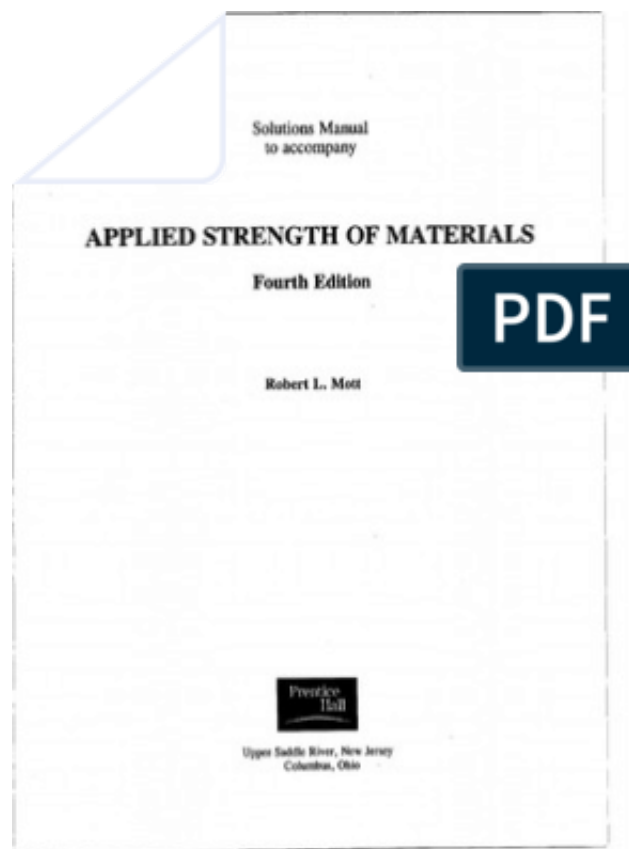 Solutions Manual
to accompany
APPLIED STRENGTH OF MATERIALS
Fourth Edition
PDF
Robert L. Mott
Prentice
Hall
Upper Saddle River, New Jersey
Columbus, Ohio